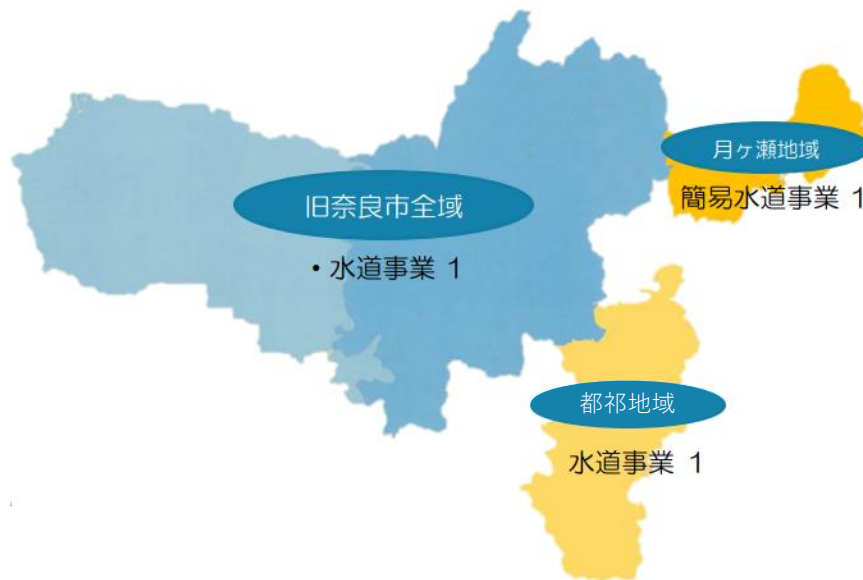 月ヶ瀬地域
簡易水道事業 1
旧奈良市全域
・水道事業 1
都祁地域
水道事業 1